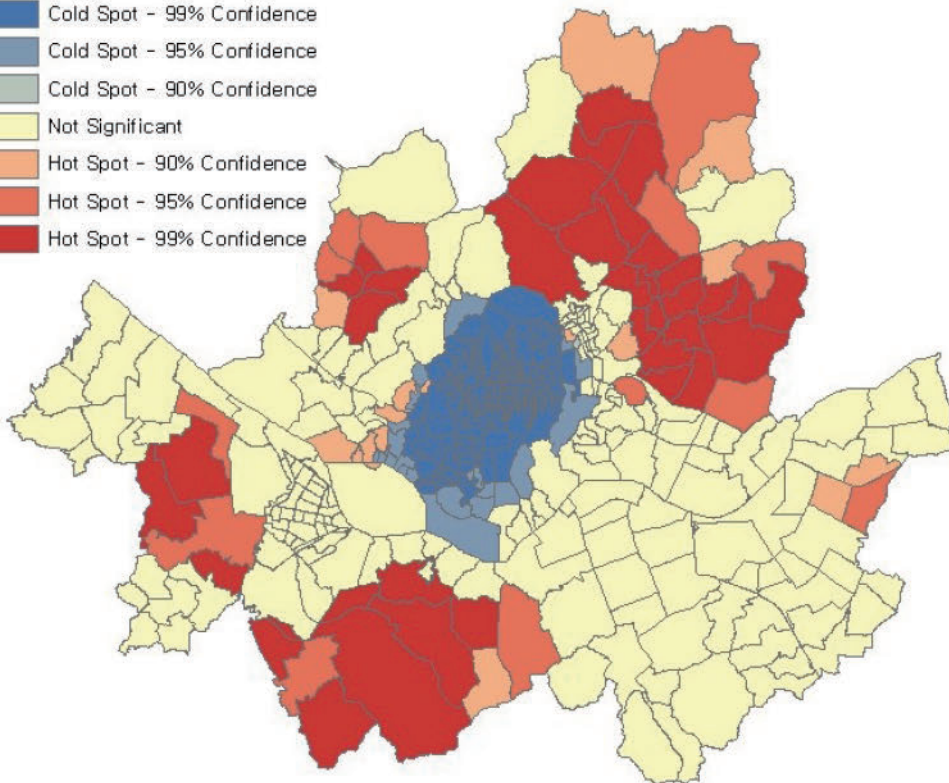 Cold Spot - 99% Confidence
Cold Spot - 95% Confidence
Cold Spot - 90% Confidence
Not Significant
Hot Spot - 90% Confidence
Hot Spot - 95% Confidence
Hot Spot - 99% Confidence